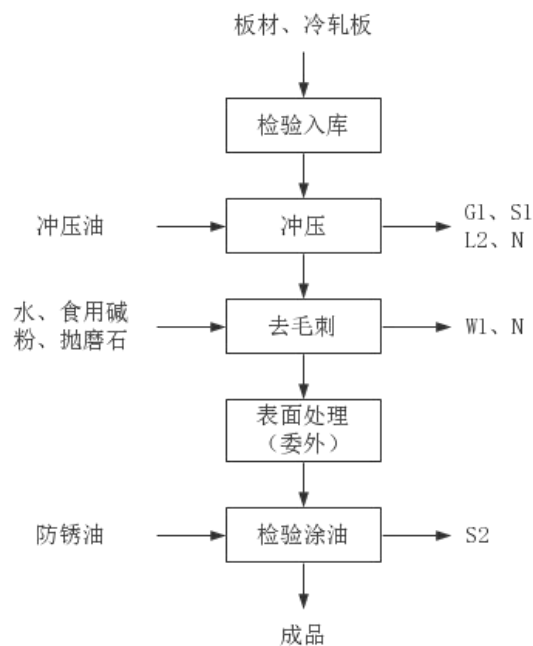 板材、冷轧板
检验入库
冲压油
冲压
G1、S1
L2、N
水、食用碱
粉、抛磨石
去毛刺
W1、N
表面处理
（委外）
防锈油
检验涂油
S2
成品